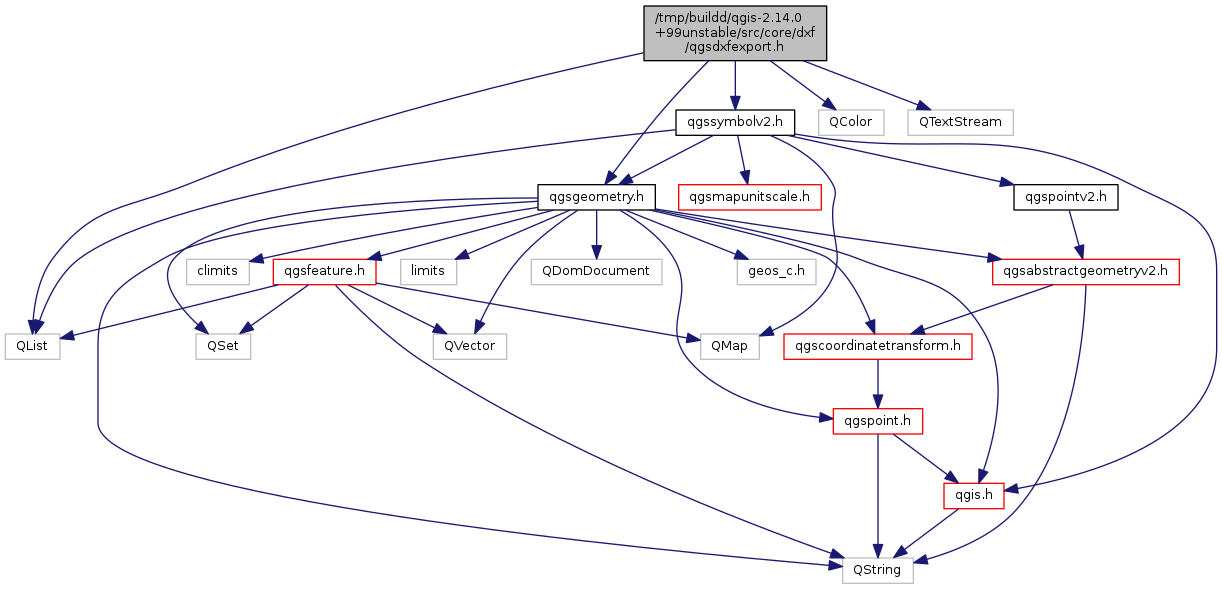 /tmp/buildd/qgis-2.14.0
+99unstable/src/core/dxf
/qgsdxfexport.h
qgssymbolv2.h
QColor
QTextStream
qgsgeometry.h
qgsmapunitscale.h
qgspointv2.h
climits
qgsfeature.h
limits
QDomDocument
geos_c.h
qgsabstractgeometryv2.h
QList
QSet
QVector
QMap
qgscoordinatetransform.h
qgspoint.h
qgis.h
QString